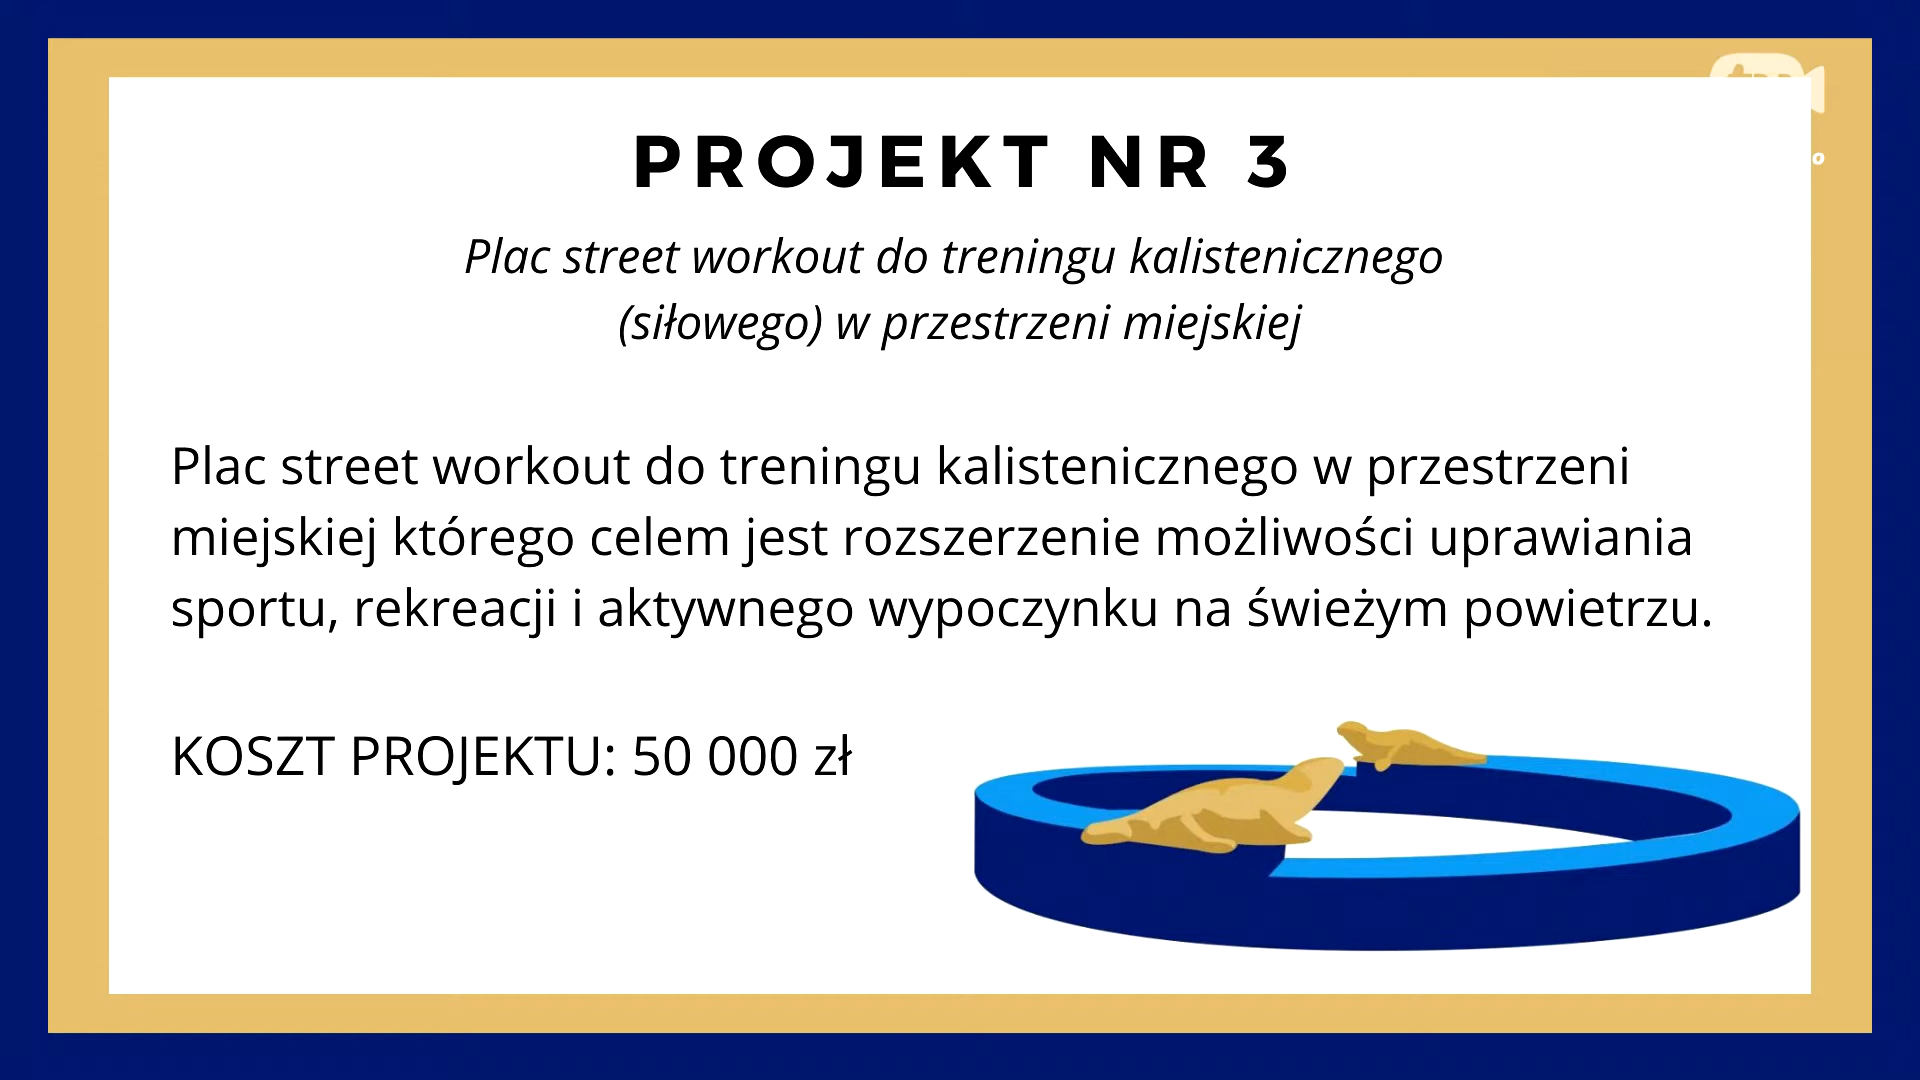 PROJEKT NR 3
Plac street workout do treningu kalistenicznego
(siłowego) w przestrzeni miejskiej
Plac street workout do treningu kalistenicznego w przestrzeni
miejskiej którego celem jest rozszerzenie możliwości uprawiania
sportu, rekreacji i aktywnego wypoczynku na świeżym powietrzu.
KOSZT PROJEKTU: 50 000 zł